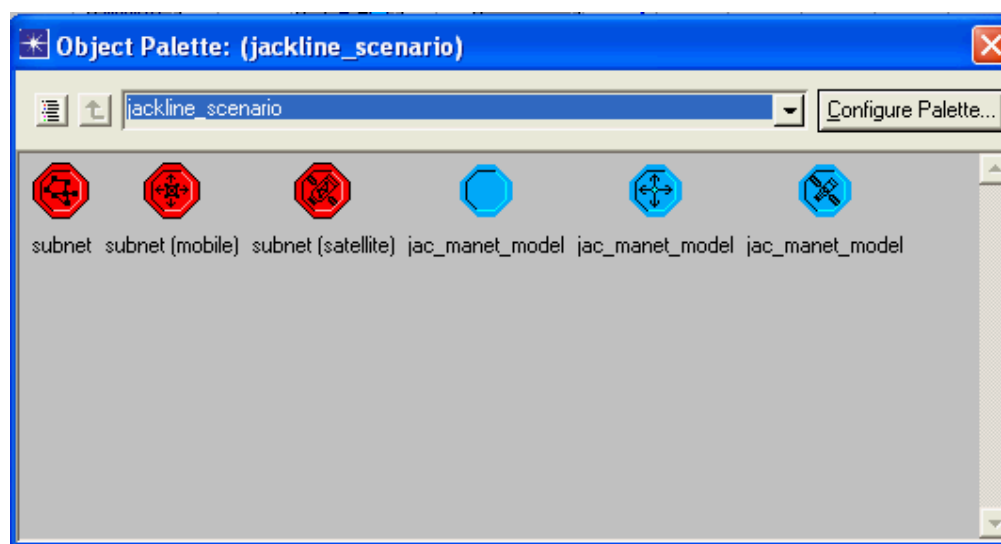 Object Palette: (jackline_scenario)
jackline_scenario
Configure Palette...
subnet subnet (mobile) subnet (satellite) jac_manet_model jac_manet_model jac_manet_model